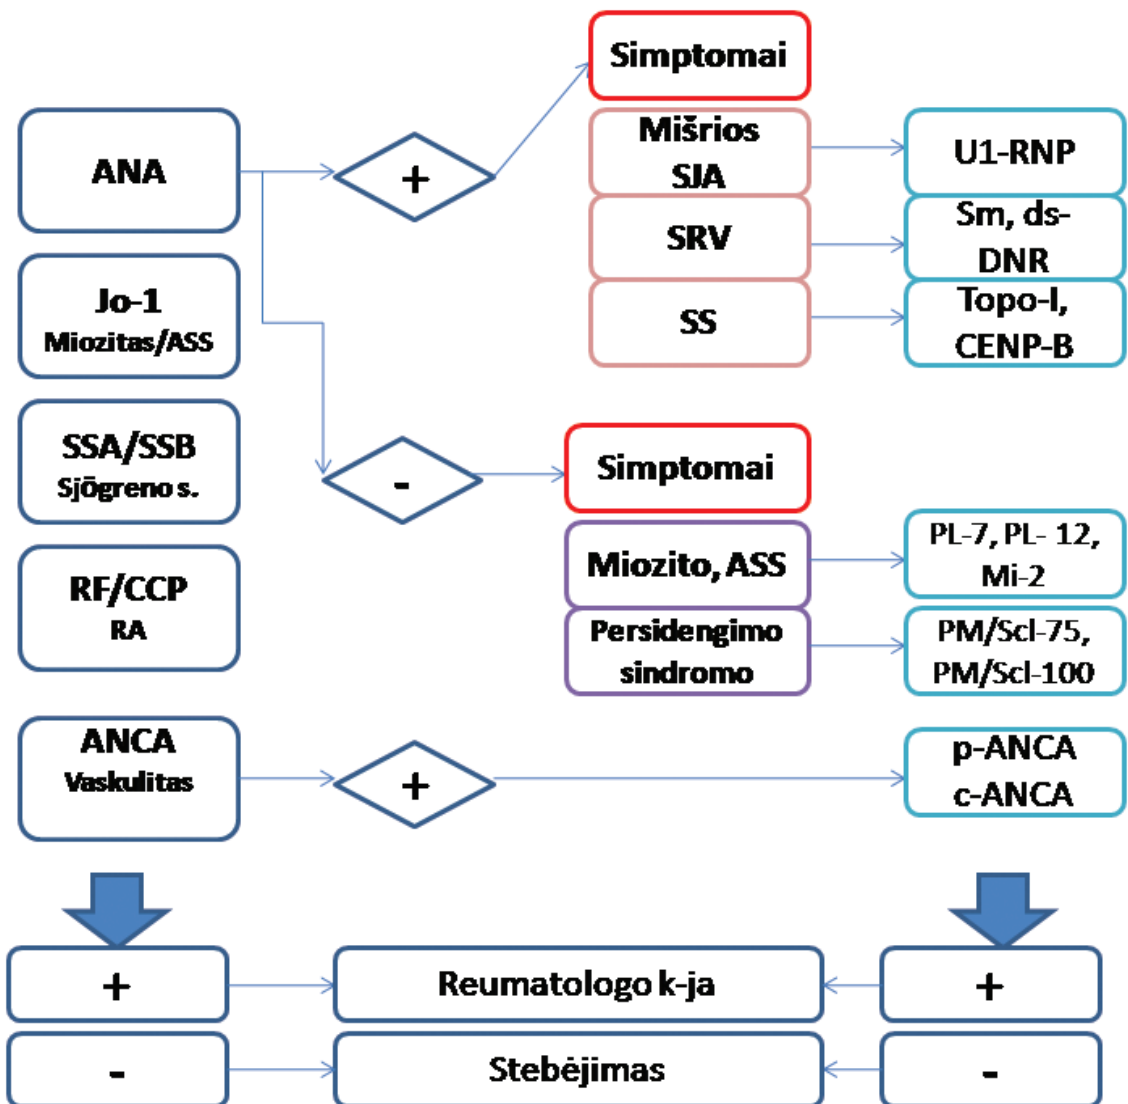 Simptomai
ANA
+
Mišrios
SJA
U1-RNP
SRV
Sm, ds-
DNR
SS
Topo-I,
CENP-B
Jo-1
Miozitas/ASS
SSA/SSB
Sjögreno s.
-
Simptomai
Miozito, ASS
PL-7, PL- 12,
Mi-2
RF/CCP
RA
Persidengimo
sindromo
PM/Scl-75,
PM/Scl-100
ANCA
Vaskulitas
+
p-ANCA
c-ANCA
+
Reumatologo k-ja
+
-
Stebėjimas
-